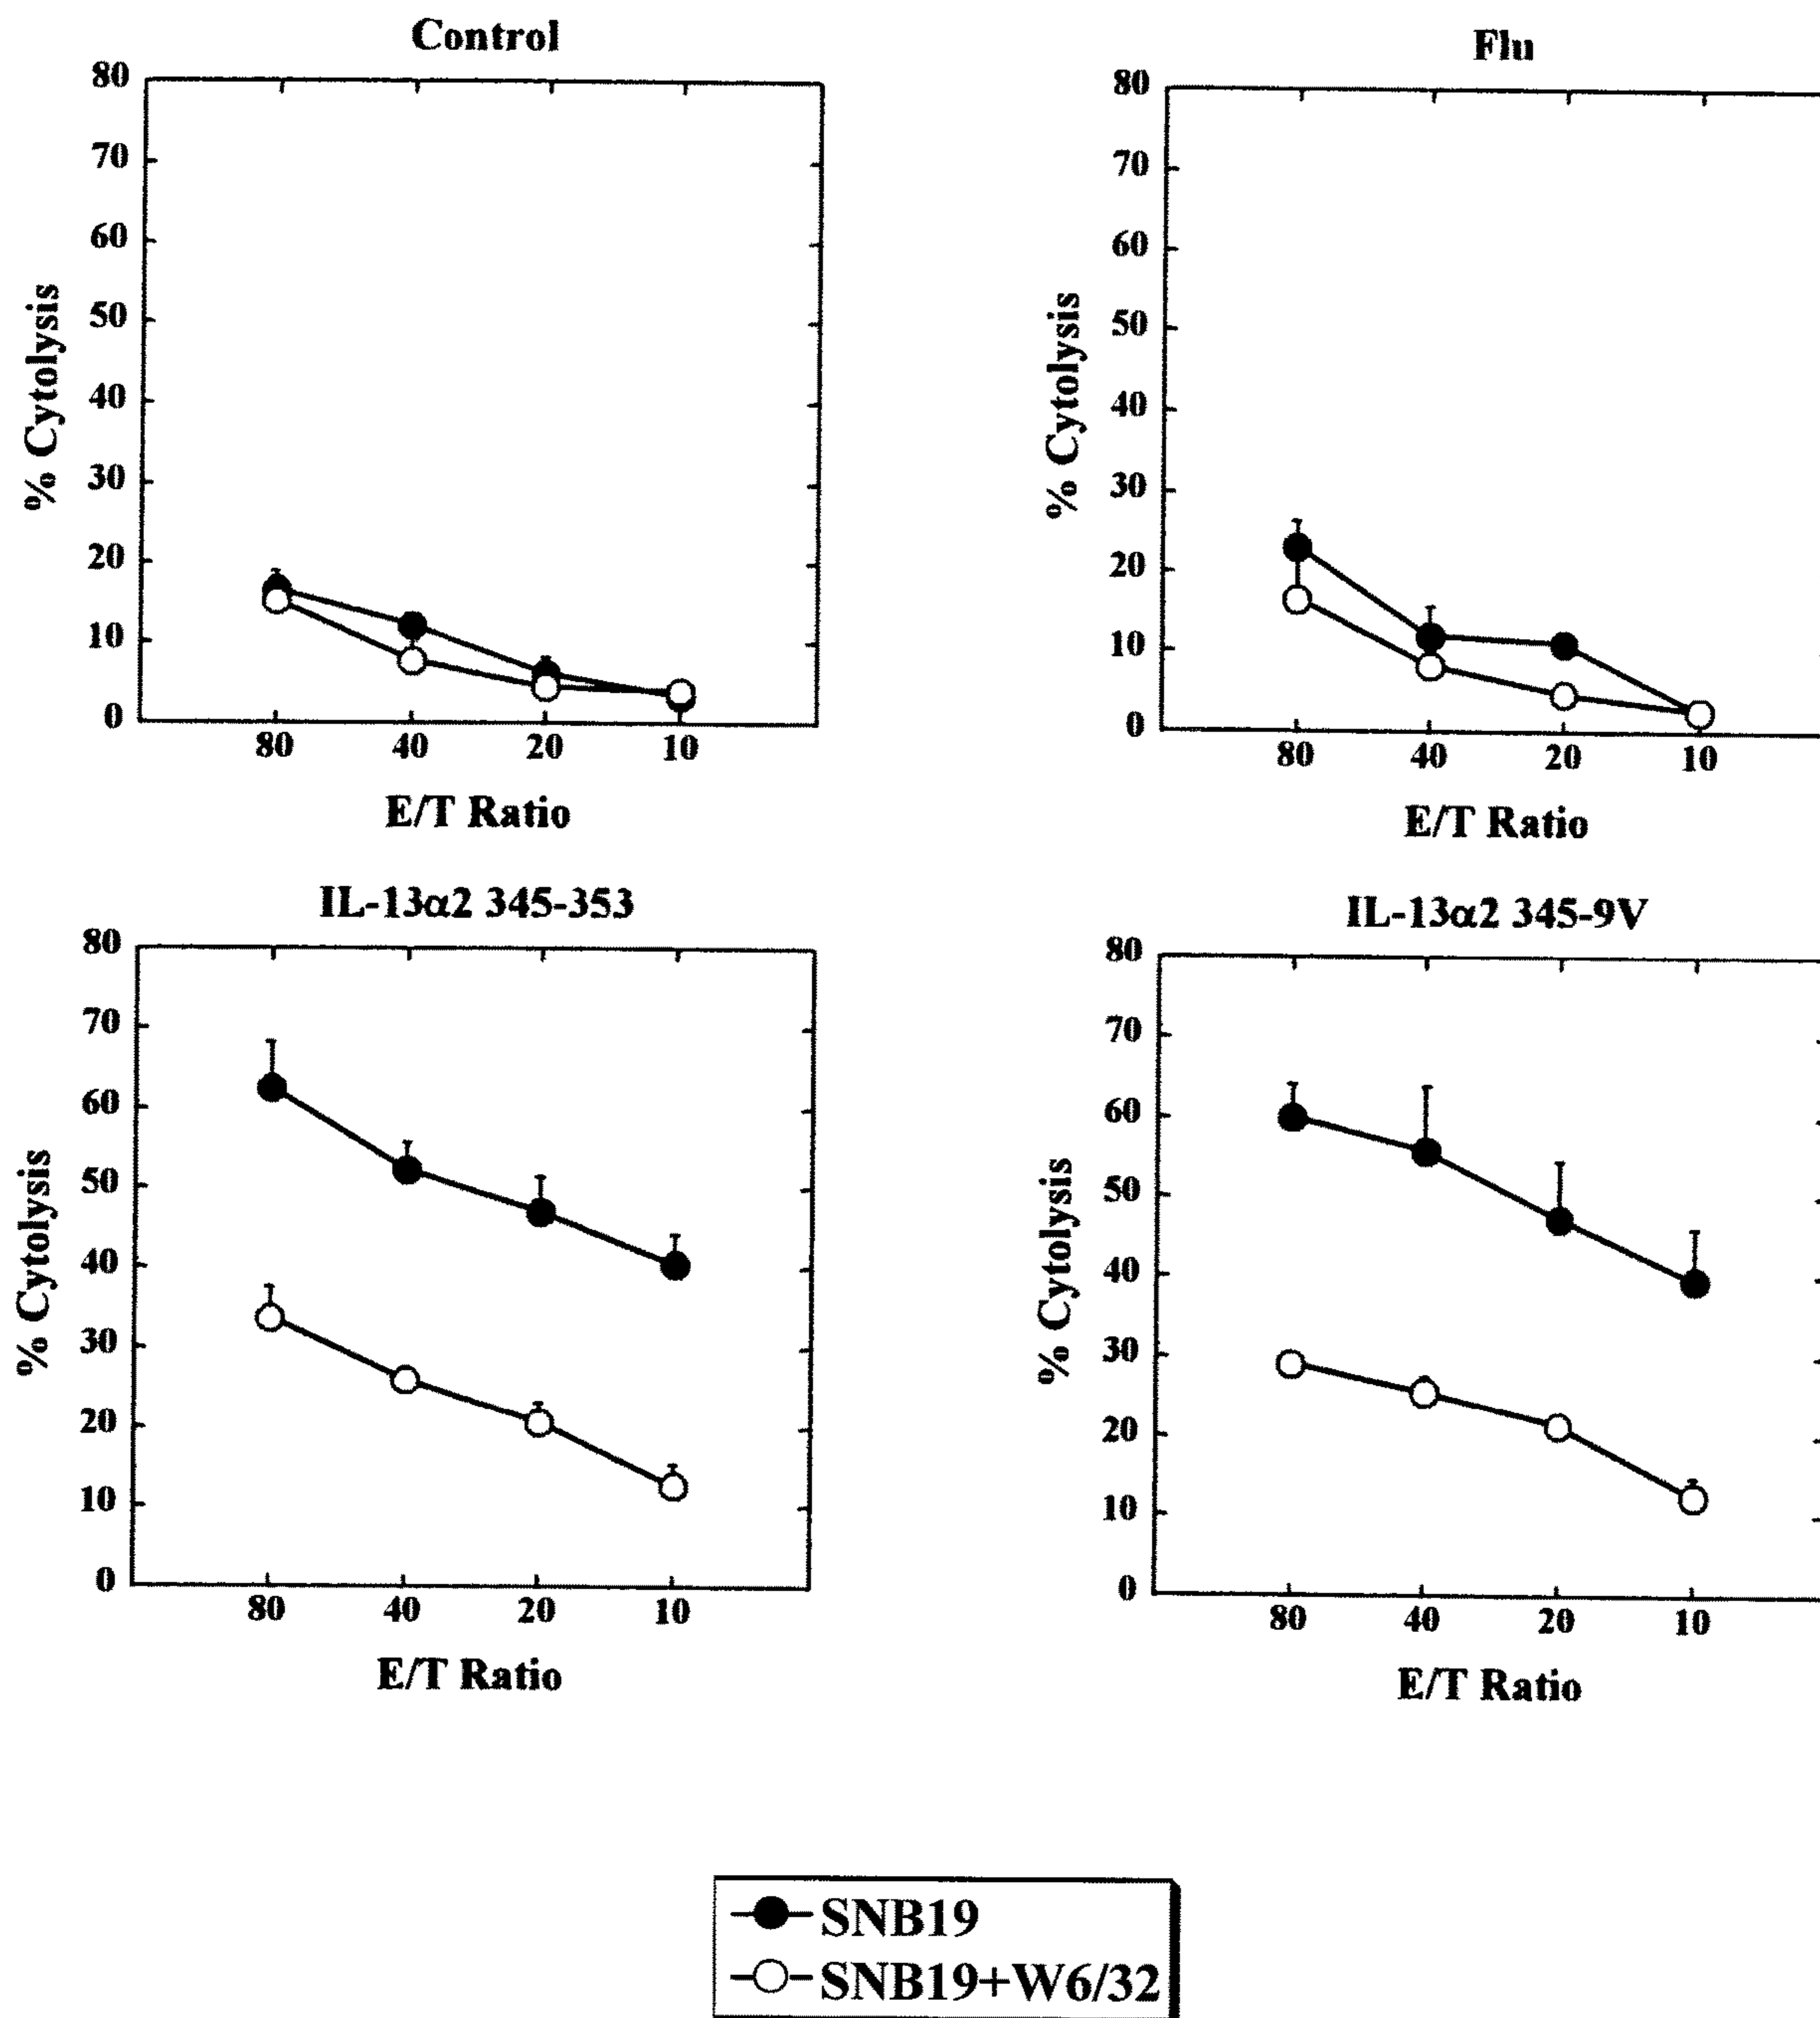 Control
80
70
60
50
40
30
20
10
0
% Cytolysis
80 40 20 10
E/T Ratio
Flu
80
70
60
50
40
30
20
10
0
% Cytolysis
80 40 20 10
E/T Ratio
IL-13α2 345-353
80
70
60
50
40
30
20
10
0
% Cytolysis
80 40 20 10
E/T Ratio
IL-13α2 345-9V
80
70
60
50
40
30
20
10
0
% Cytolysis
80 40 20 10
E/T Ratio
SNB19
SNB19+W6/32